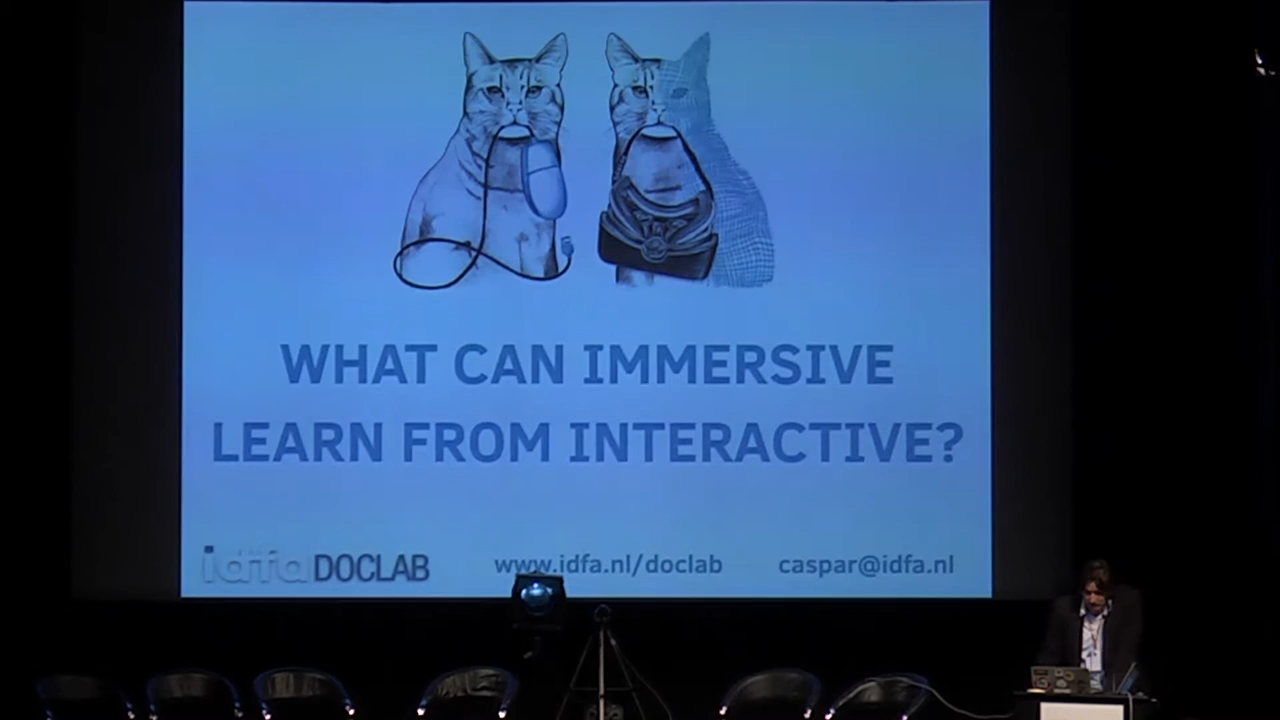 WHAT CAN IMMERSIVE
LEARN FROM INTERACTIVE?
idfa DOCLAB www.idfa.nl/doclab caspar@idfa.nl